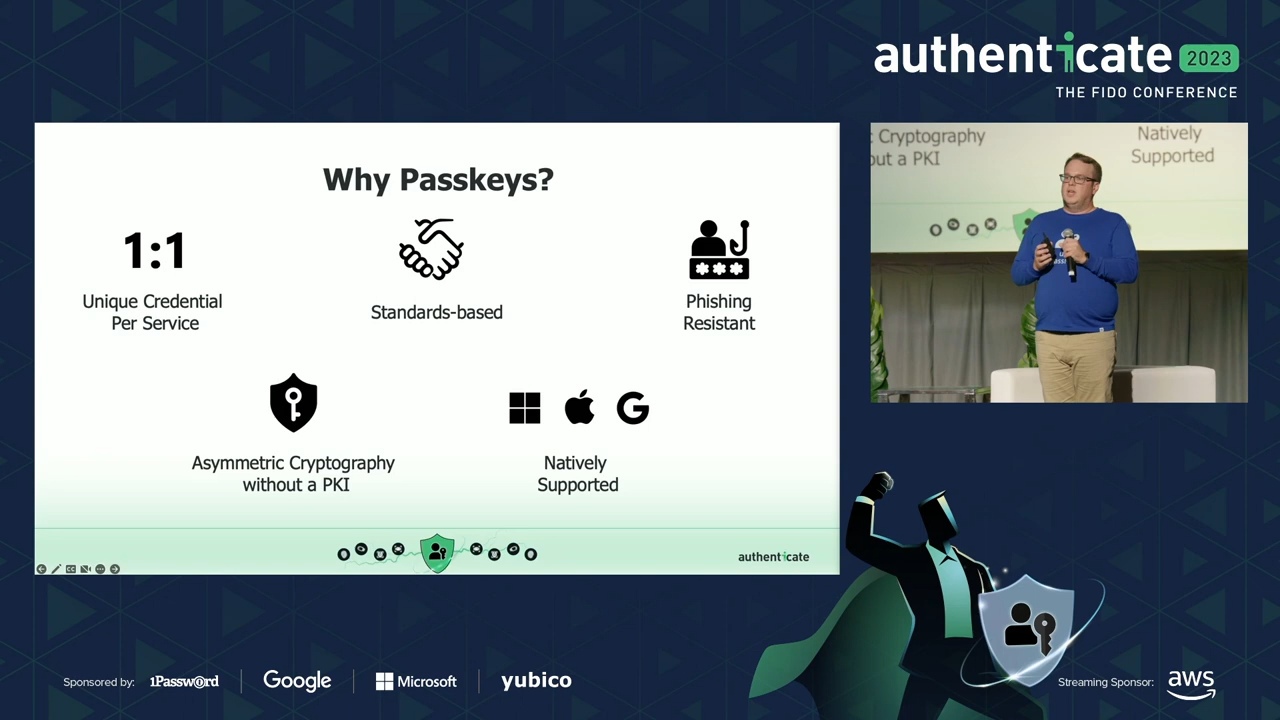 authenticate 2023
THE FIDO CONFERENCE
Why Passkeys?
1:1
Unique Credential
Per Service
Standards-based
Phishing
Resistant
Asymmetric Cryptography
without a PKI
Natively
Supported
authenticate
Cryptography
out a PKI
Natively
Supported
Sponsored by:
1Password
Google
Microsoft
yubico
Streaming Sponsor:
aws